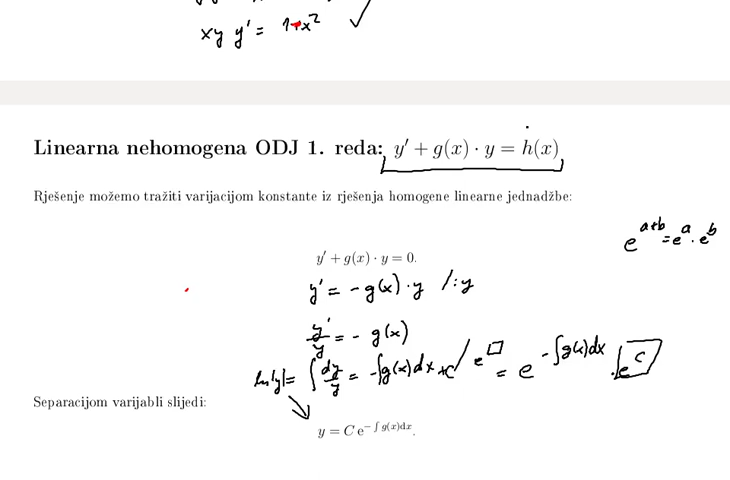 xy y' = 1+x² ✓
Linearna nehomogena ODJ 1. reda: y' + g(x) · y = h(x)
Rješenje možemo tražiti varijacijom konstante iz rješenja homogene linearne jednadžbe:
e^{a+b} = e^a · e^b
y' + g(x) · y = 0.
y' = -g(x) · y /:y
y'/y = - g(x)
ln|y| = ∫ dy/y = -∫g(x)dx + C / e^□ = e^{-∫g(x)dx} · e^C
Separacijom varijabli slijedi:
y = C e^{-∫ g(x)dx}.